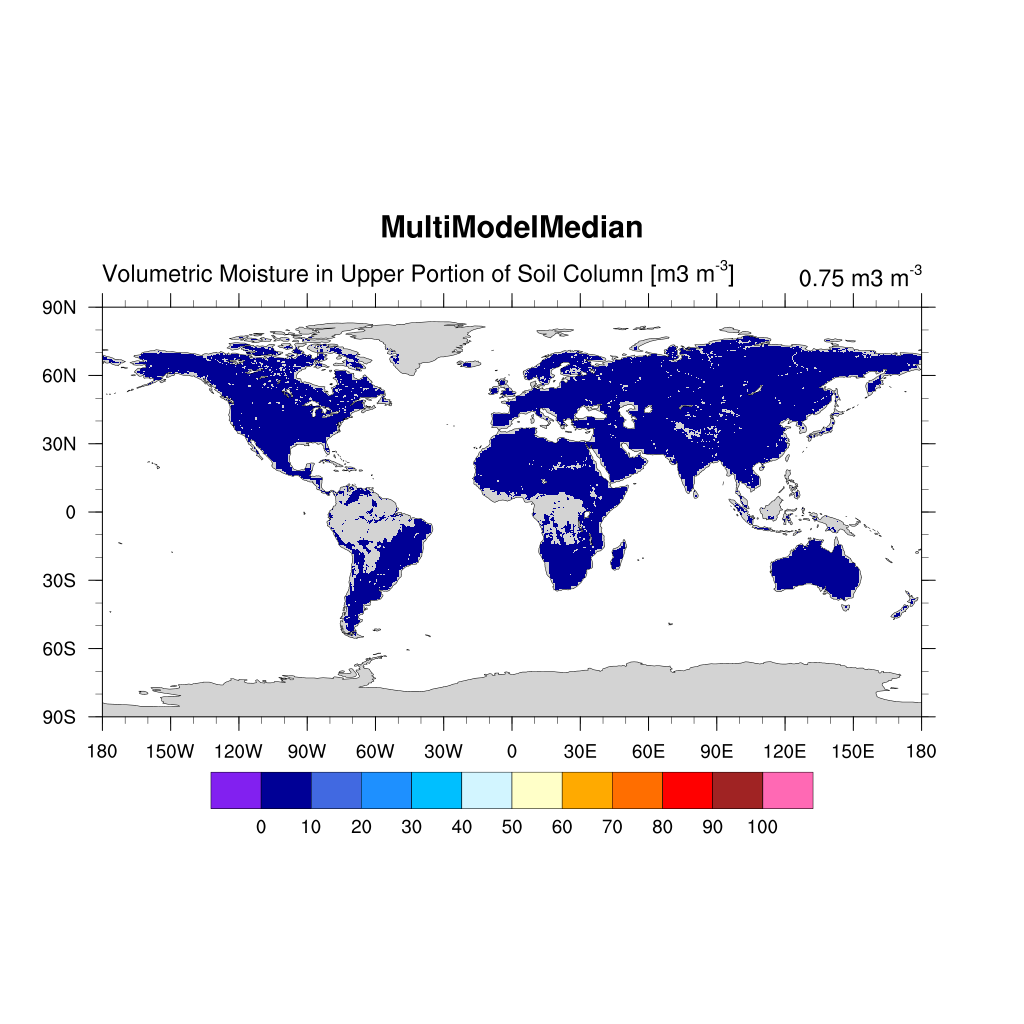 MultiModelMedian
Volumetric Moisture in Upper Portion of Soil Column [m3 m-3] 0.75 m3 m-3
90N
60N
30N
0
30S
60S
90S
180 150W 120W 90W 60W 30W 0 30E 60E 90E 120E 150E 180
0 10 20 30 40 50 60 70 80 90 100